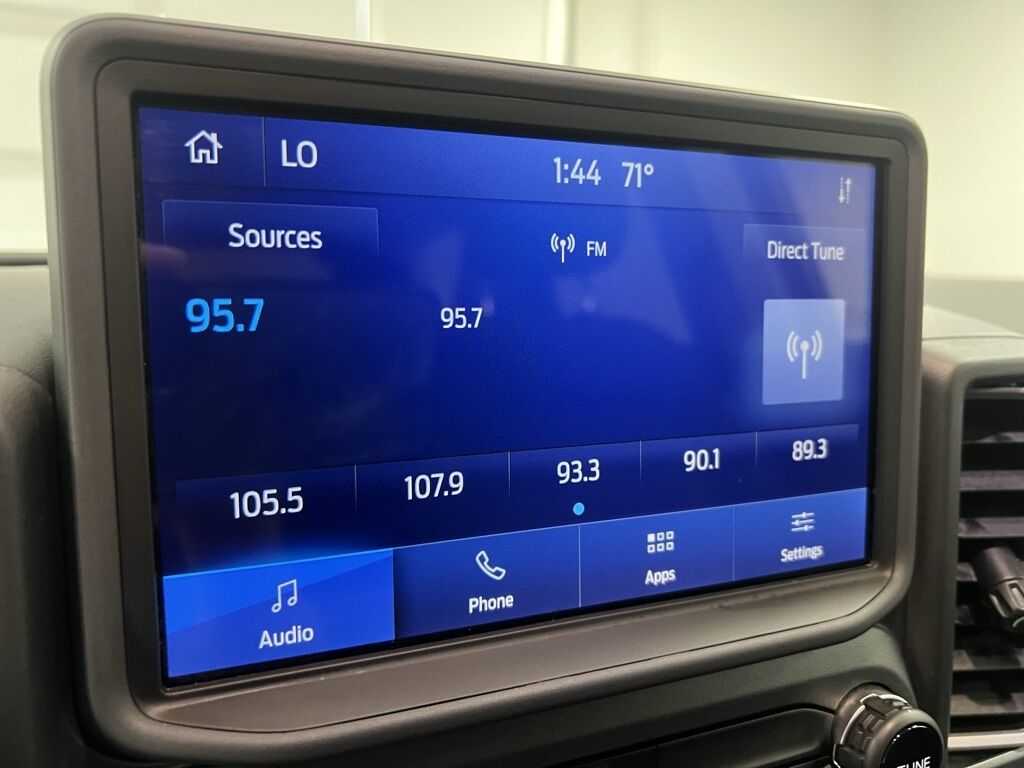 LO 1:44 71°
Sources FM Direct Tune
95.7 95.7
105.5 107.9 93.3 90.1 89.3
Audio Phone Apps Settings
TUNE